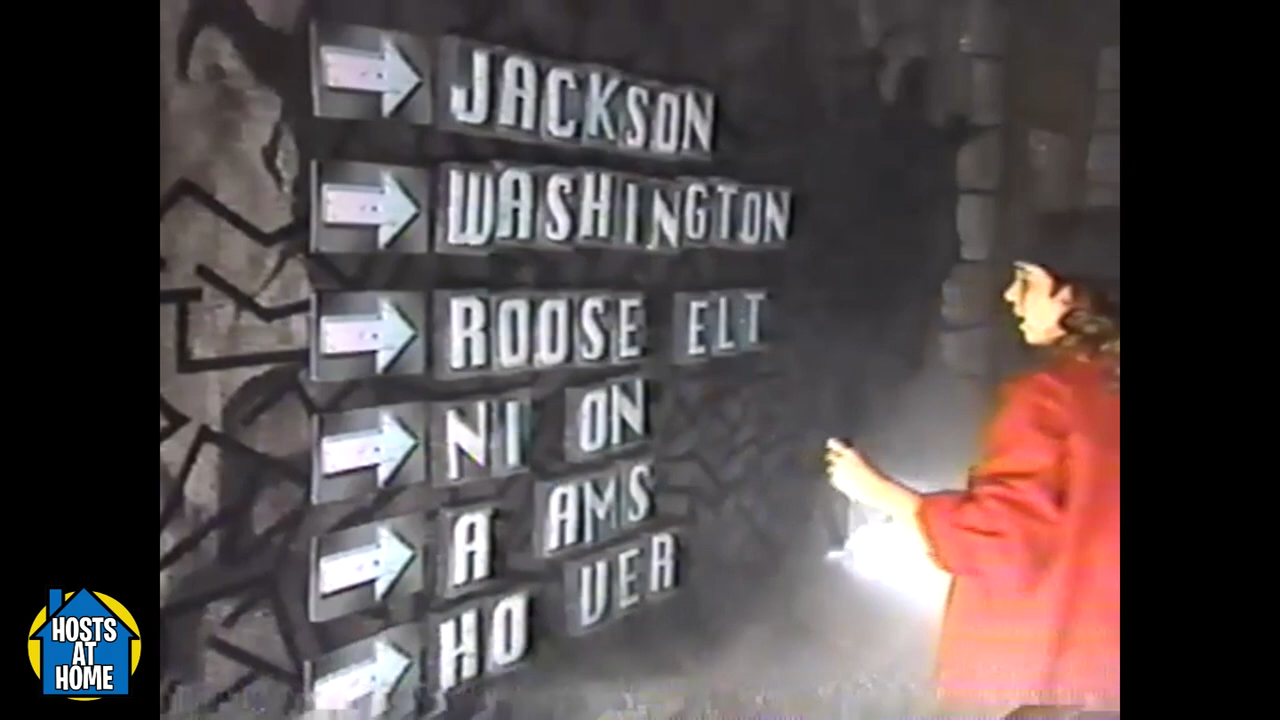 JACKSON
WASHINGTON
ROOSE ELT
NI ON
A AMS
HO VER
HOSTS
AT
HOME